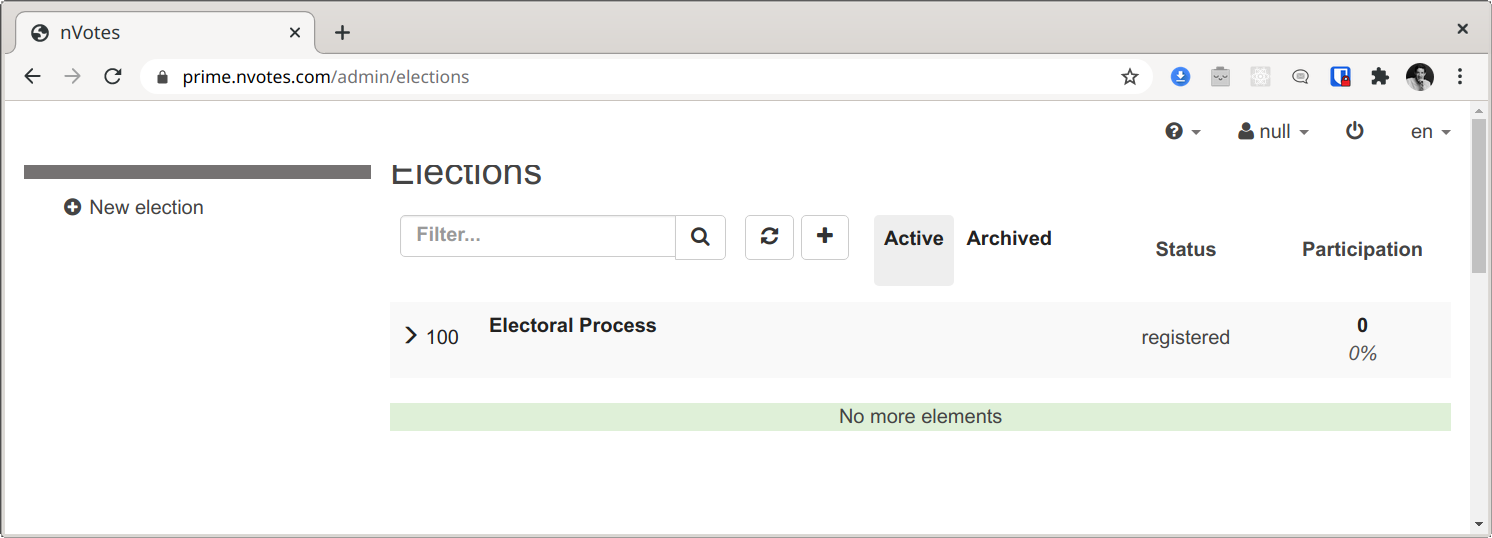 nVotes
prime.nvotes.com/admin/elections
null
en
Elections
New election
Filter...
Active Archived
Status Participation
100 Electoral Process registered 0
0%
No more elements